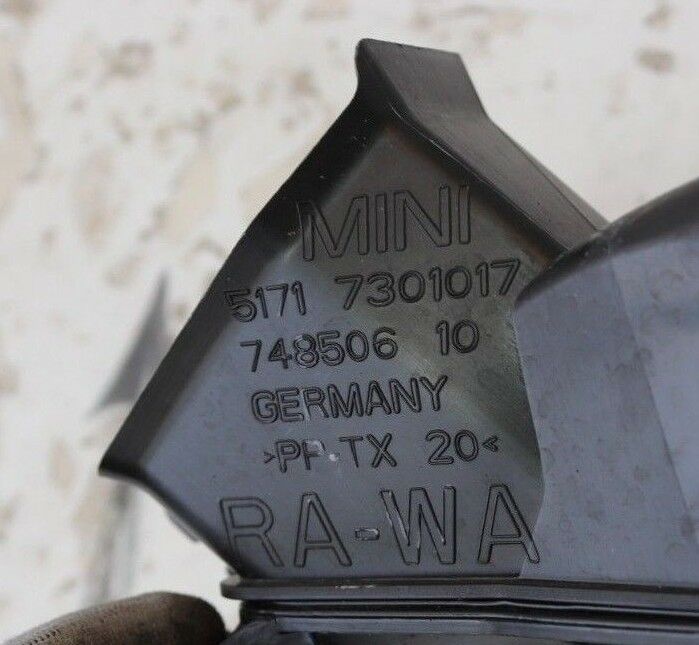 MINI
5171 7301017
748506 10
GERMANY
>PP-TX 20<
RA-WA